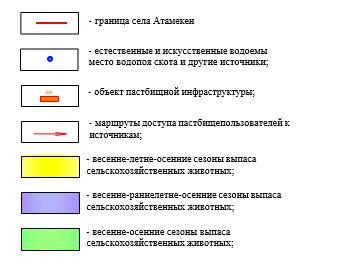 - граница села Атамекен
- естественные и искусственные водоемы
место водопоя скота и другие источники;
- объект пастбищной инфраструктуры;
- маршруты доступа пастбищепользователей к
источникам;
- весенне-летне-осенние сезоны выпаса
сельскохозяйственных животных;
- весенне-раннелетне-осенние сезоны выпаса
сельскохозяйственных животных;
- весенне-осенние сезоны выпаса
сельскохозяйственных животных;